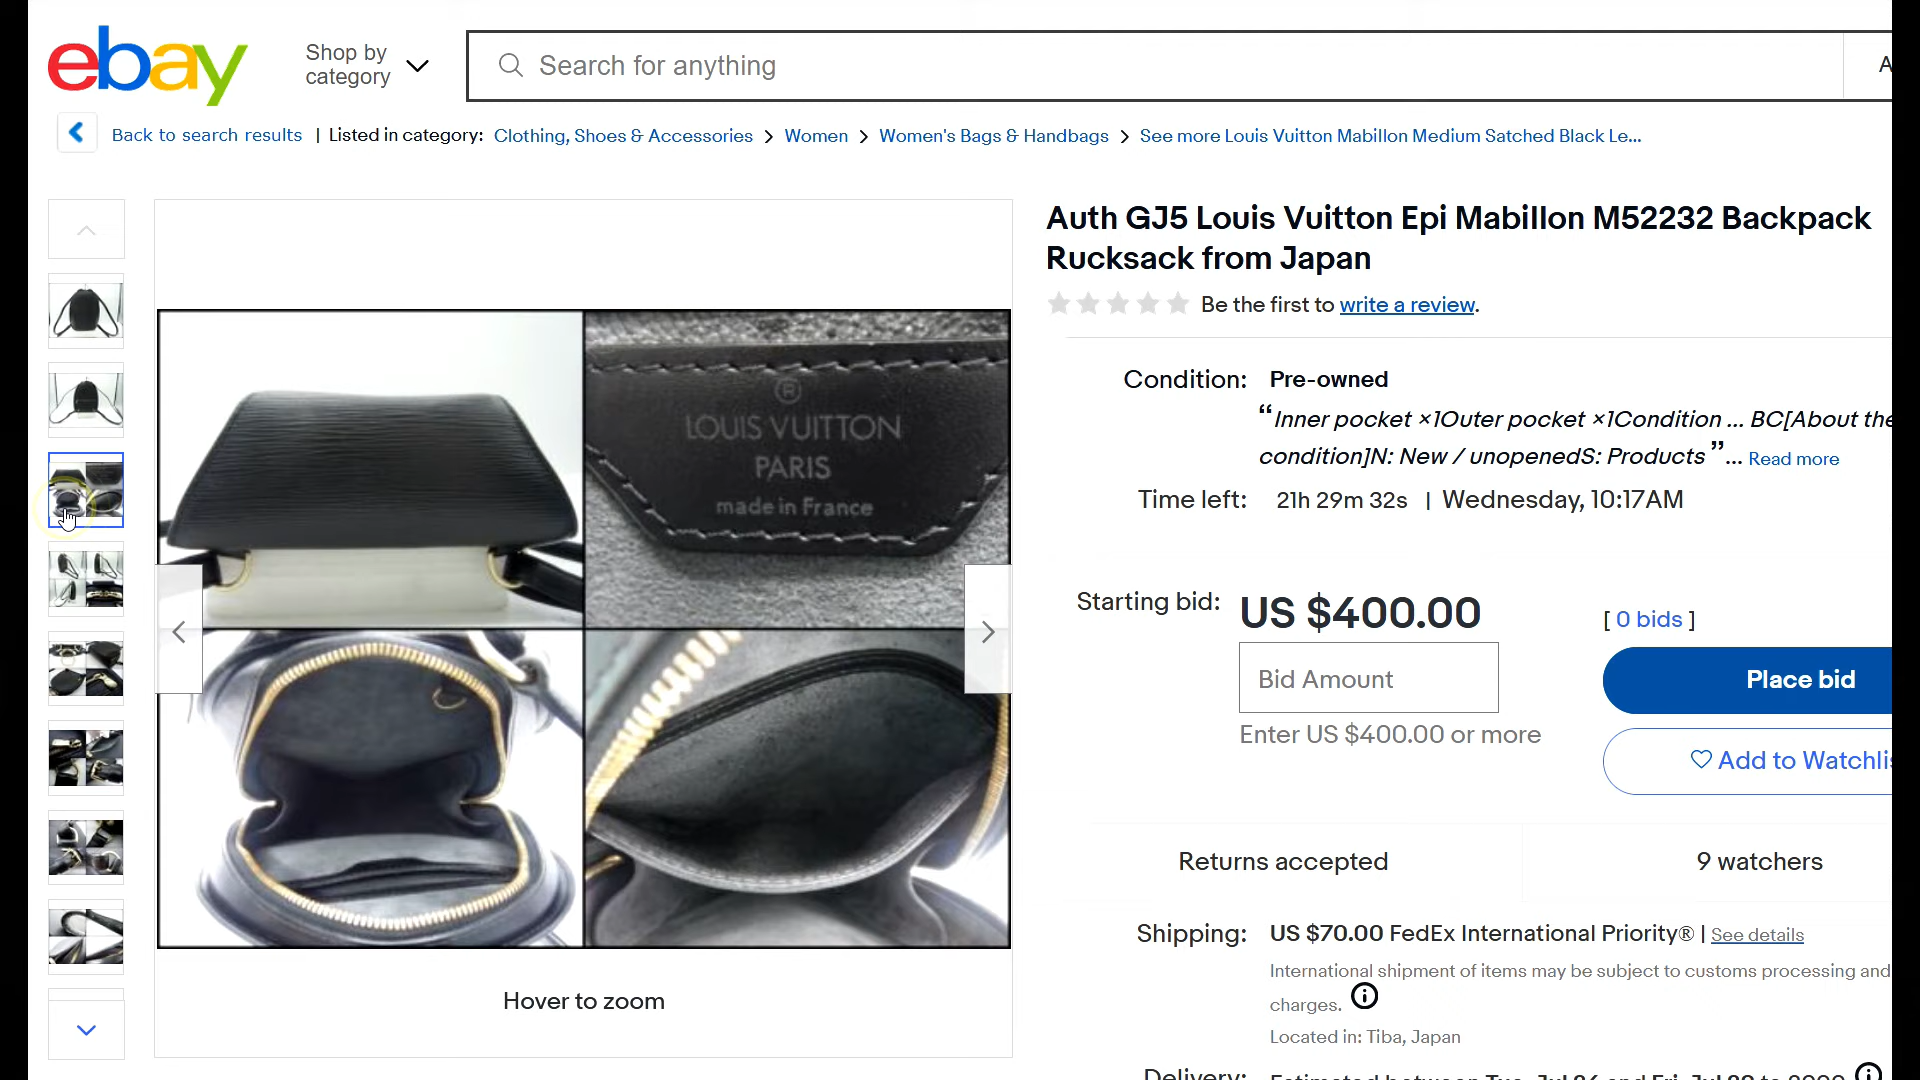 ebay
Shop by
category
Search for anything
Back to search results | Listed in category: Clothing, Shoes & Accessories > Women > Women's Bags & Handbags > See more Louis Vuitton Mabillon Medium Satched Black Le...
Auth GJ5 Louis Vuitton Epi Mabillon M52232 Backpack
Rucksack from Japan
Be the first to write a review.
Condition: Pre-owned
“Inner pocket ×1Outer pocket ×1Condition ... BC[About the
condition]N: New / unopenedS: Products ”... Read more
Time left: 21h 29m 32s | Wednesday, 10:17AM
Starting bid: US $400.00 [ 0 bids ]
Bid Amount
Place bid
Enter US $400.00 or more
Add to Watchlis
Returns accepted
9 watchers
Shipping: US $70.00 FedEx International Priority® | See details
International shipment of items may be subject to customs processing and
charges.
Located in: Tiba, Japan
®
LOUIS VUITTON
PARIS
made in France
Hover to zoom